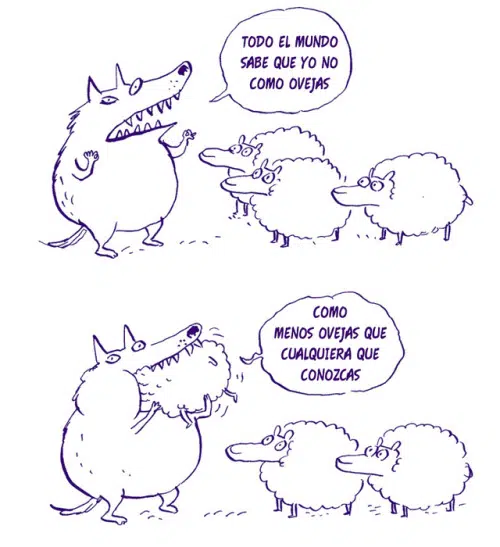 TODO EL MUNDO
SABE QUE YO NO
COMO OVEJAS
COMO
MENOS OVEJAS QUE
CUALQUIERA QUE
CONOZCAS